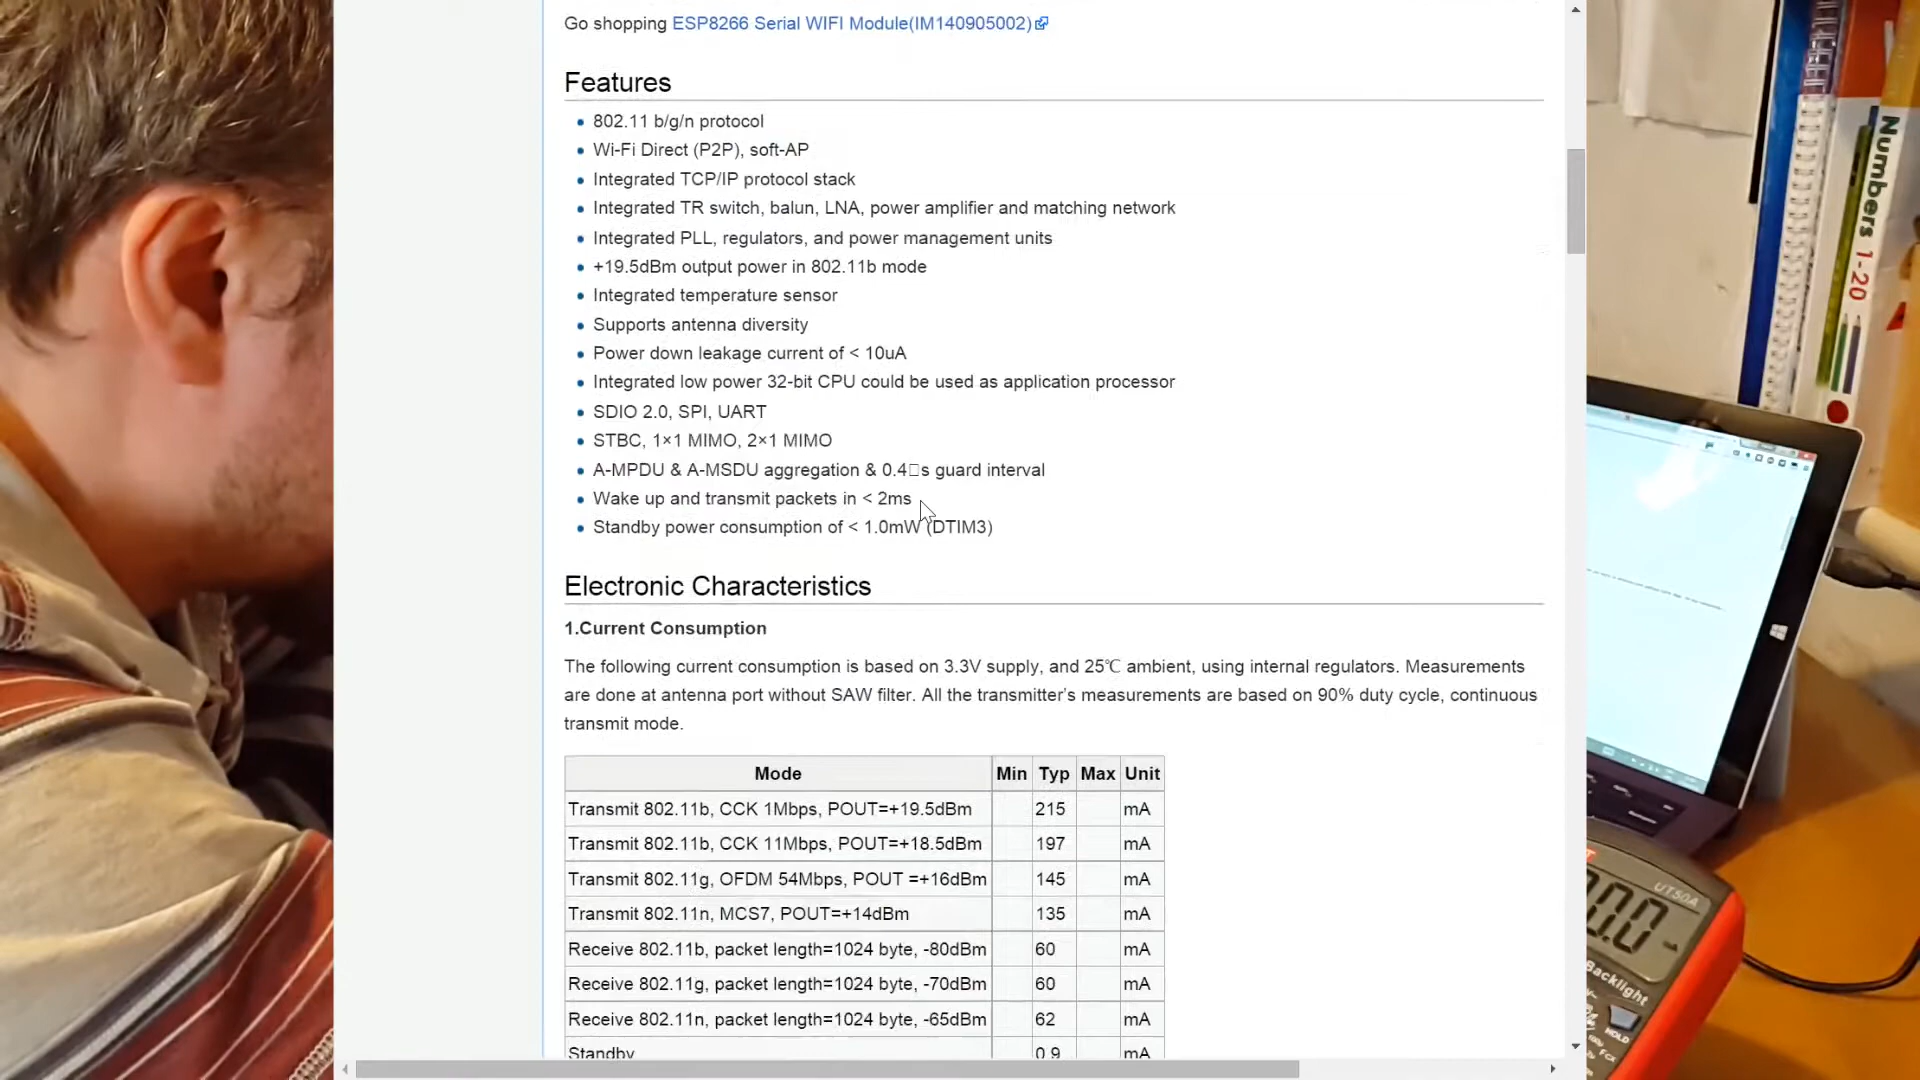 Go shopping ESP8266 Serial WIFI Module(IM140905002)
Features
802.11 b/g/n protocol
Wi-Fi Direct (P2P), soft-AP
Integrated TCP/IP protocol stack
Integrated TR switch, balun, LNA, power amplifier and matching network
Integrated PLL, regulators, and power management units
+19.5dBm output power in 802.11b mode
Integrated temperature sensor
Supports antenna diversity
Power down leakage current of < 10uA
Integrated low power 32-bit CPU could be used as application processor
SDIO 2.0, SPI, UART
STBC, 1×1 MIMO, 2×1 MIMO
A-MPDU & A-MSDU aggregation & 0.4□s guard interval
Wake up and transmit packets in < 2ms
Standby power consumption of < 1.0mW (DTIM3)
Electronic Characteristics
1.Current Consumption
The following current consumption is based on 3.3V supply, and 25℃ ambient, using internal regulators. Measurements
are done at antenna port without SAW filter. All the transmitter’s measurements are based on 90% duty cycle, continuous
transmit mode.
Mode Min Typ Max Unit
Transmit 802.11b, CCK 1Mbps, POUT=+19.5dBm 215 mA
Transmit 802.11b, CCK 11Mbps, POUT=+18.5dBm 197 mA
Transmit 802.11g, OFDM 54Mbps, POUT =+16dBm 145 mA
Transmit 802.11n, MCS7, POUT=+14dBm 135 mA
Receive 802.11b, packet length=1024 byte, -80dBm 60 mA
Receive 802.11g, packet length=1024 byte, -70dBm 60 mA
Receive 802.11n, packet length=1024 byte, -65dBm 62 mA
Standby 0.9 mA
Numbers 1-20
UT50A
0.0
Backlight
HOLD